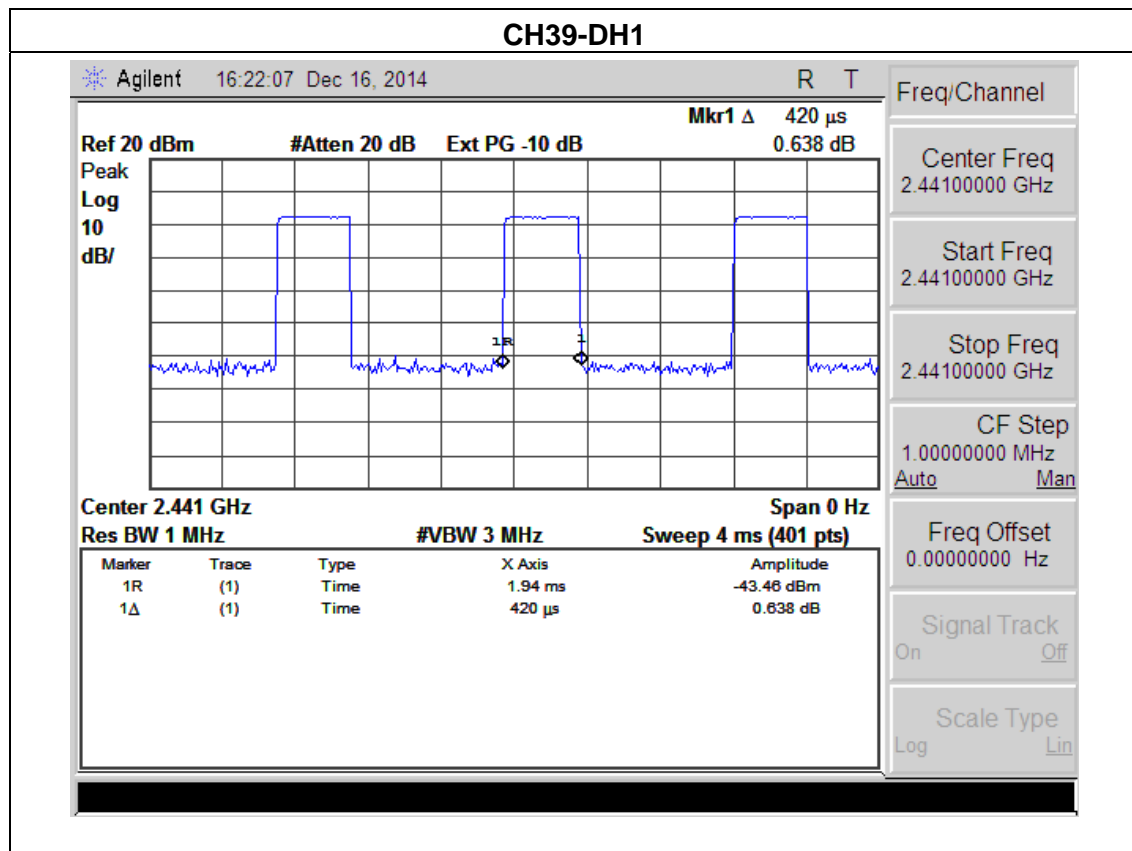 CH39-DH1
Agilent 16:22:07 Dec 16, 2014 R T
Mkr1 Δ 420 µs
Ref 20 dBm #Atten 20 dB Ext PG -10 dB 0.638 dB
Peak
Log
10
dB/
1R
1
Center 2.441 GHz Span 0 Hz
Res BW 1 MHz #VBW 3 MHz Sweep 4 ms (401 pts)
Marker Trace Type X Axis Amplitude
1R (1) Time 1.94 ms -43.46 dBm
1Δ (1) Time 420 µs 0.638 dB
Freq/Channel
Center Freq
2.44100000 GHz
Start Freq
2.44100000 GHz
Stop Freq
2.44100000 GHz
CF Step
1.00000000 MHz
Auto Man
Freq Offset
0.00000000 Hz
Signal Track
On Off
Scale Type
Log Lin